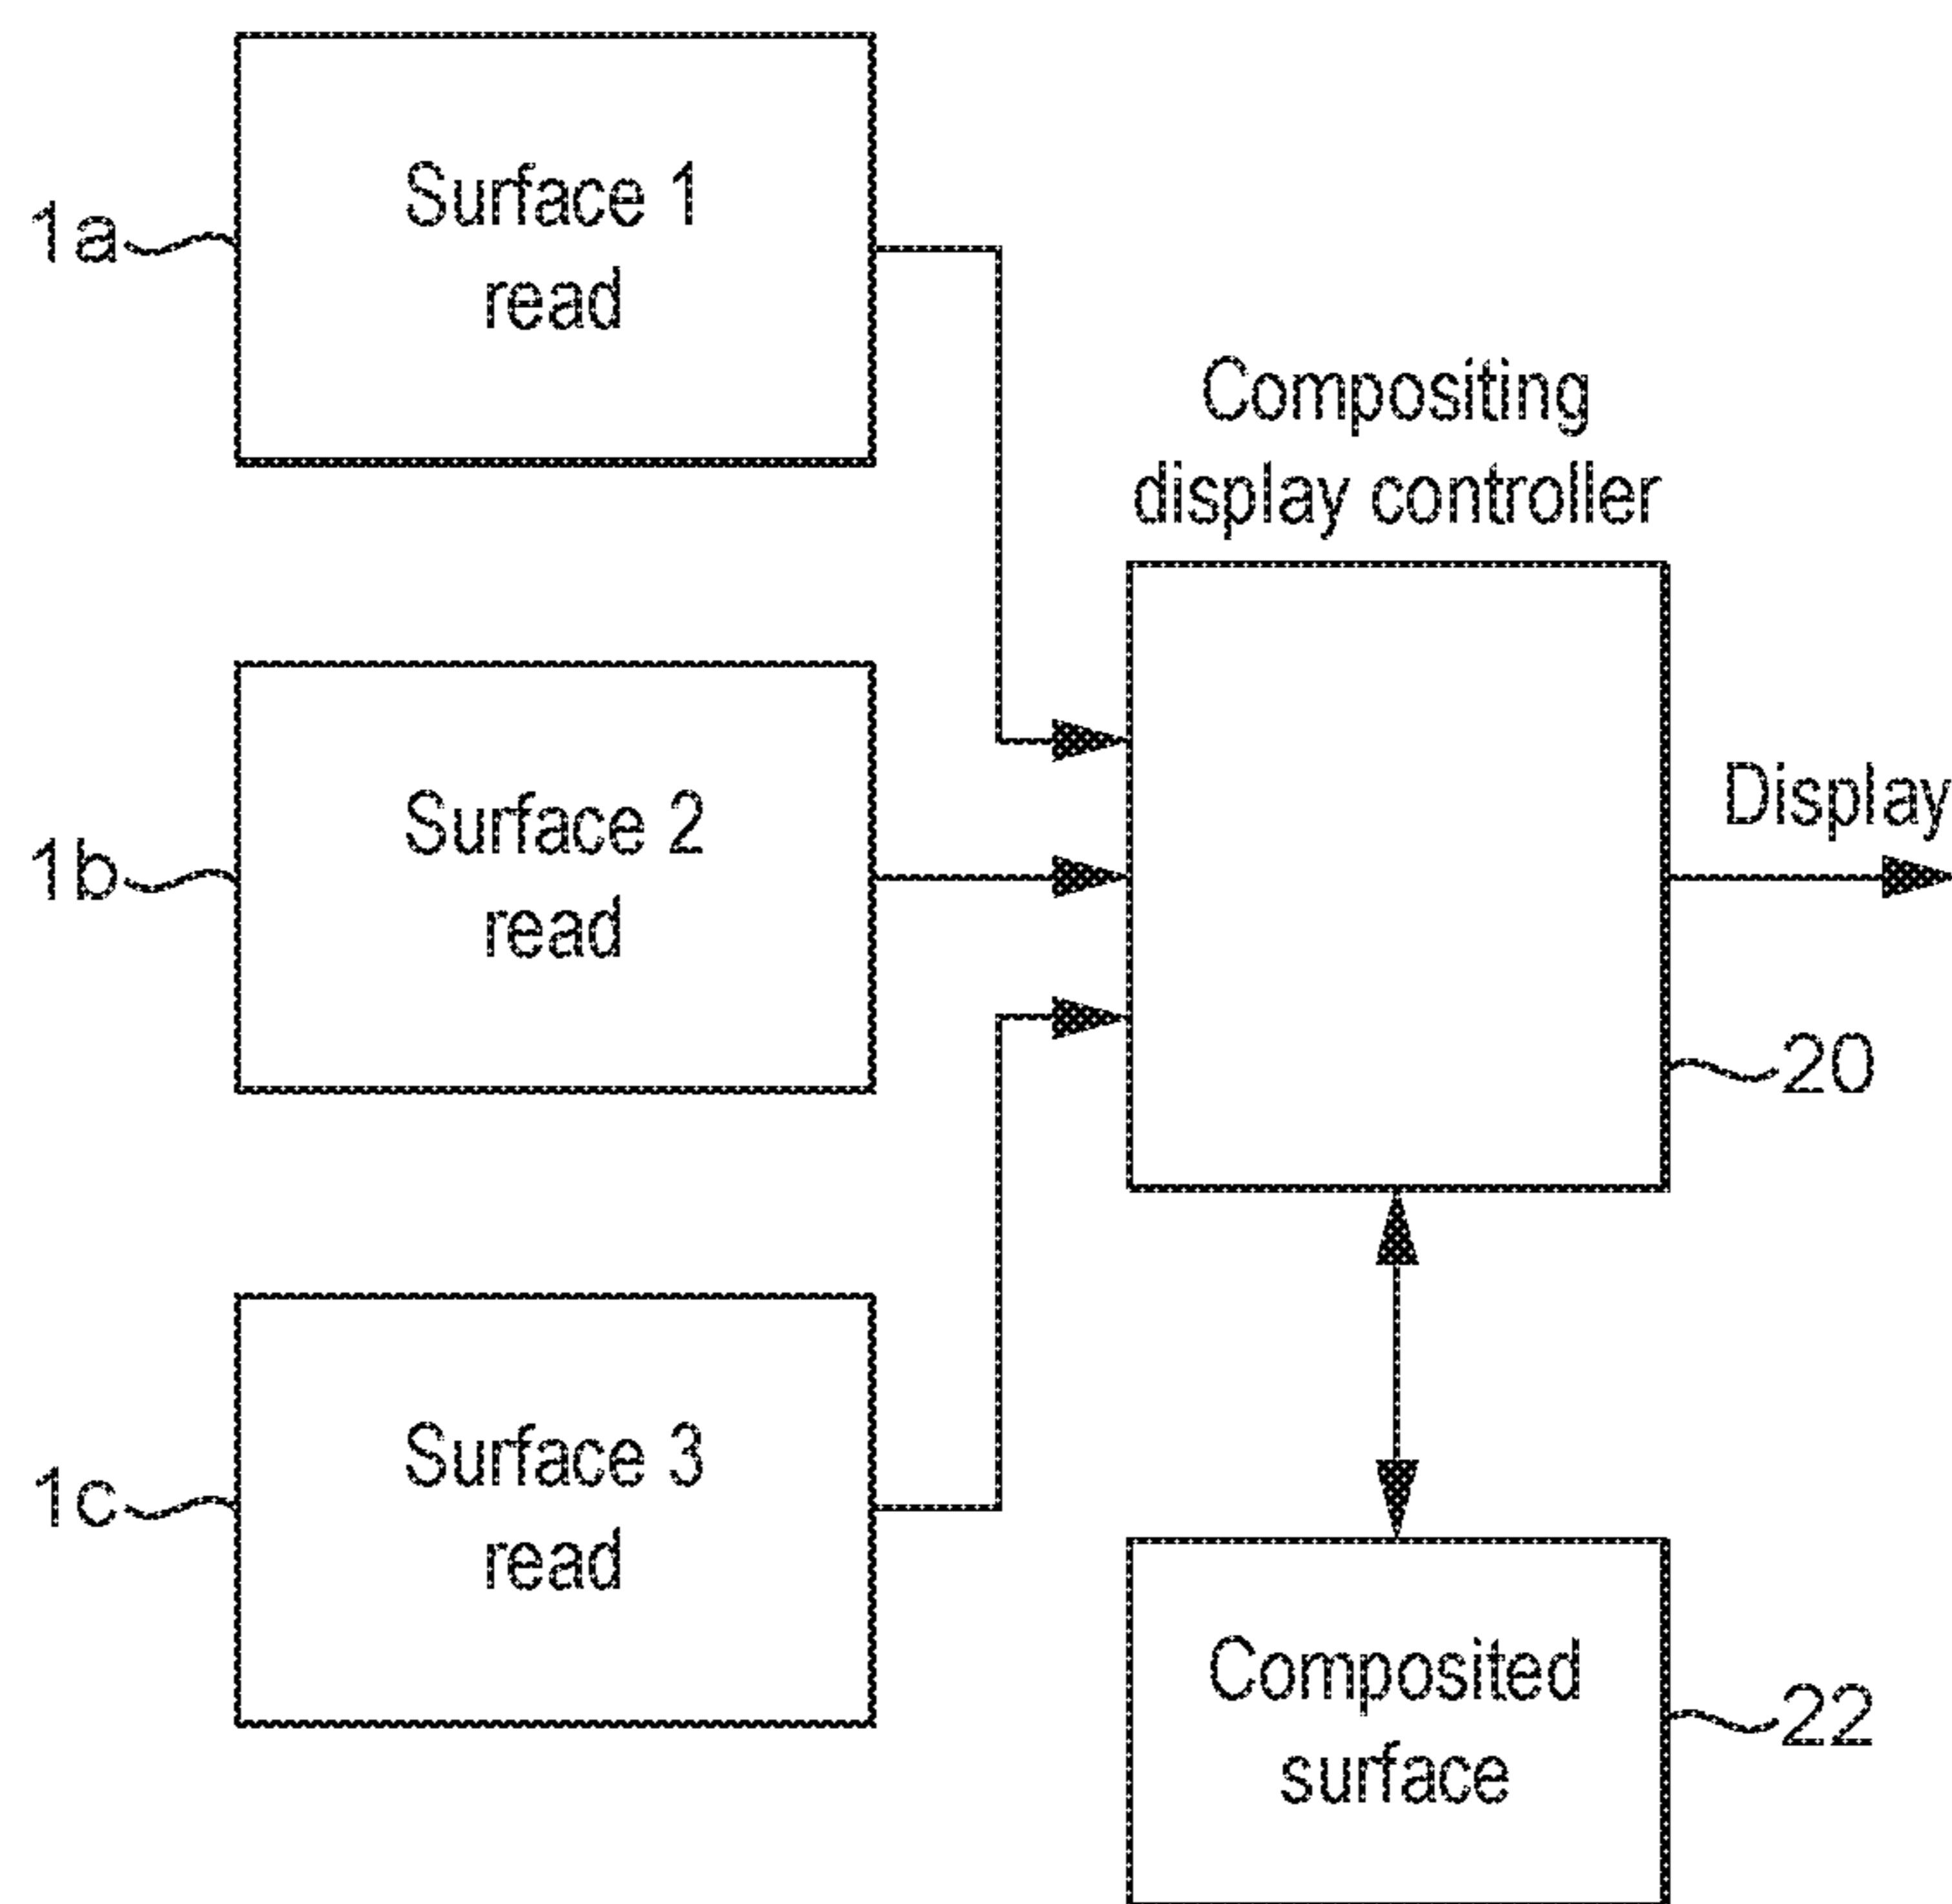 1a
Surface 1
read
Compositing
display controller
1b
Surface 2
read
Display
20
1c
Surface 3
read
Composited
surface
22